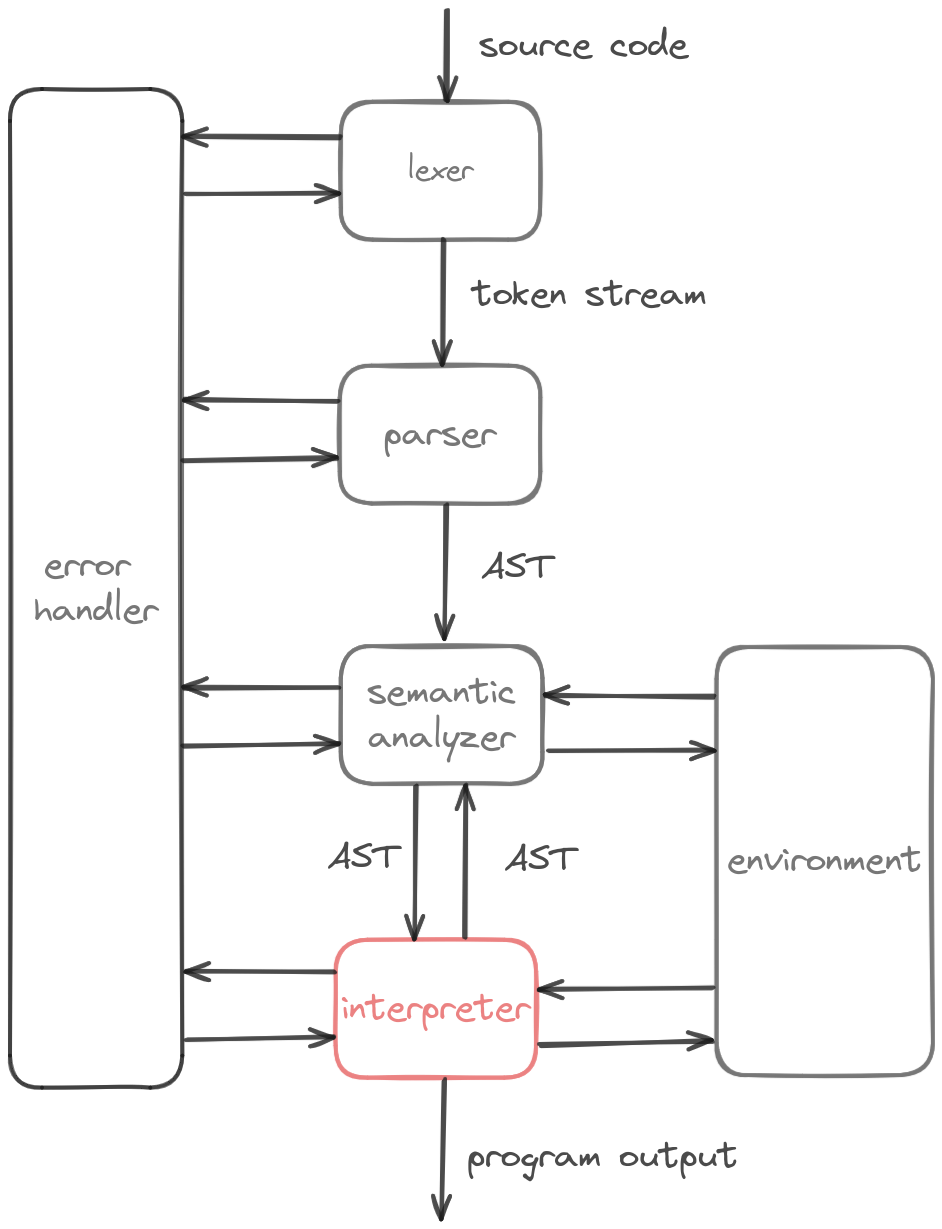 source code
lexer
token stream
parser
AST
error
handler
semantic
analyzer
AST
AST
environment
interpreter
program output